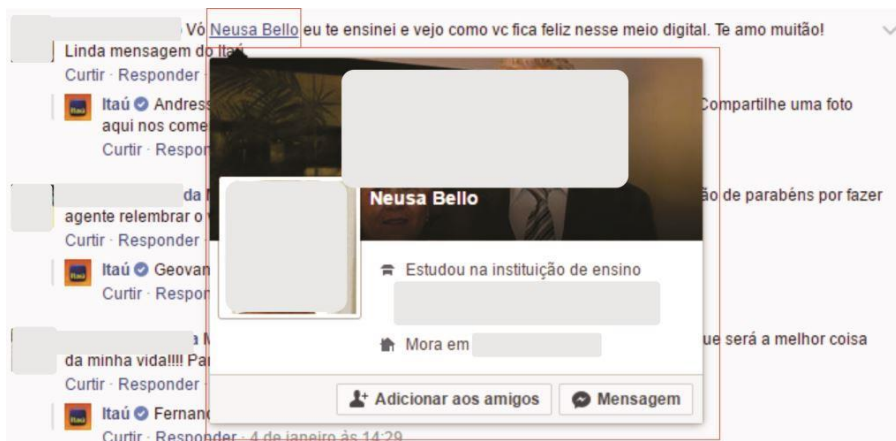 Vó Neusa Bello eu te ensinei e vejo como vc fica feliz nesse meio digital. Te amo muitão!
Linda mensagem do Itaú
Curtir · Responder ·
Itaú Andress Compartilhe uma foto
aqui nos come
Curtir · Respon
da ão de parabéns por fazer
agente relembrar o v
Curtir · Responder ·
Neusa Bello
Itaú Geovan
Curtir · Respon
Estudou na instituição de ensino
Mora em
a M ue será a melhor coisa
da minha vida!!!! Pa
Curtir · Responder ·
Adicionar aos amigos Mensagem
Itaú Fernand
Curtir · Responder · 4 de janeiro às 14:29